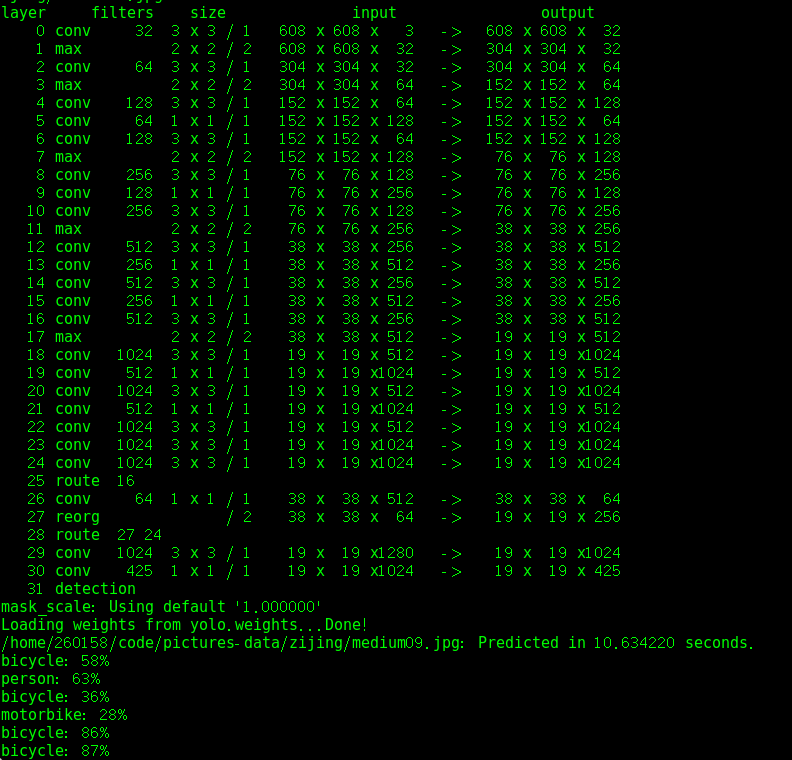 layer     filters    size              input                output
    0 conv     32  3 x 3 / 1   608 x 608 x   3   ->   608 x 608 x  32
    1 max          2 x 2 / 2   608 x 608 x  32   ->   304 x 304 x  32
    2 conv     64  3 x 3 / 1   304 x 304 x  32   ->   304 x 304 x  64
    3 max          2 x 2 / 2   304 x 304 x  64   ->   152 x 152 x  64
    4 conv    128  3 x 3 / 1   152 x 152 x  64   ->   152 x 152 x 128
    5 conv     64  1 x 1 / 1   152 x 152 x 128   ->   152 x 152 x  64
    6 conv    128  3 x 3 / 1   152 x 152 x  64   ->   152 x 152 x 128
    7 max          2 x 2 / 2   152 x 152 x 128   ->    76 x  76 x 128
    8 conv    256  3 x 3 / 1    76 x  76 x 128   ->    76 x  76 x 256
    9 conv    128  1 x 1 / 1    76 x  76 x 256   ->    76 x  76 x 128
   10 conv    256  3 x 3 / 1    76 x  76 x 128   ->    76 x  76 x 256
   11 max          2 x 2 / 2    76 x  76 x 256   ->    38 x  38 x 256
   12 conv    512  3 x 3 / 1    38 x  38 x 256   ->    38 x  38 x 512
   13 conv    256  1 x 1 / 1    38 x  38 x 512   ->    38 x  38 x 256
   14 conv    512  3 x 3 / 1    38 x  38 x 256   ->    38 x  38 x 512
   15 conv    256  1 x 1 / 1    38 x  38 x 512   ->    38 x  38 x 256
   16 conv    512  3 x 3 / 1    38 x  38 x 256   ->    38 x  38 x 512
   17 max          2 x 2 / 2    38 x  38 x 512   ->    19 x  19 x 512
   18 conv   1024  3 x 3 / 1    19 x  19 x 512   ->    19 x  19 x1024
   19 conv    512  1 x 1 / 1    19 x  19 x1024   ->    19 x  19 x 512
   20 conv   1024  3 x 3 / 1    19 x  19 x 512   ->    19 x  19 x1024
   21 conv    512  1 x 1 / 1    19 x  19 x1024   ->    19 x  19 x 512
   22 conv   1024  3 x 3 / 1    19 x  19 x 512   ->    19 x  19 x1024
   23 conv   1024  3 x 3 / 1    19 x  19 x1024   ->    19 x  19 x1024
   24 conv   1024  3 x 3 / 1    19 x  19 x1024   ->    19 x  19 x1024
   25 route  16
   26 conv     64  1 x 1 / 1    38 x  38 x 512   ->    38 x  38 x  64
   27 reorg              / 2    38 x  38 x  64   ->    19 x  19 x 256
   28 route  27 24
   29 conv   1024  3 x 3 / 1    19 x  19 x1280   ->    19 x  19 x1024
   30 conv    425  1 x 1 / 1    19 x  19 x1024   ->    19 x  19 x 425
   31 detection
mask_scale: Using default '1.000000'
Loading weights from yolo.weights...Done!
/home/260158/code/pictures-data/zijing/medium09.jpg: Predicted in 10.634220 seconds.
bicycle: 58%
person: 63%
bicycle: 36%
motorbike: 28%
bicycle: 86%
bicycle: 87%